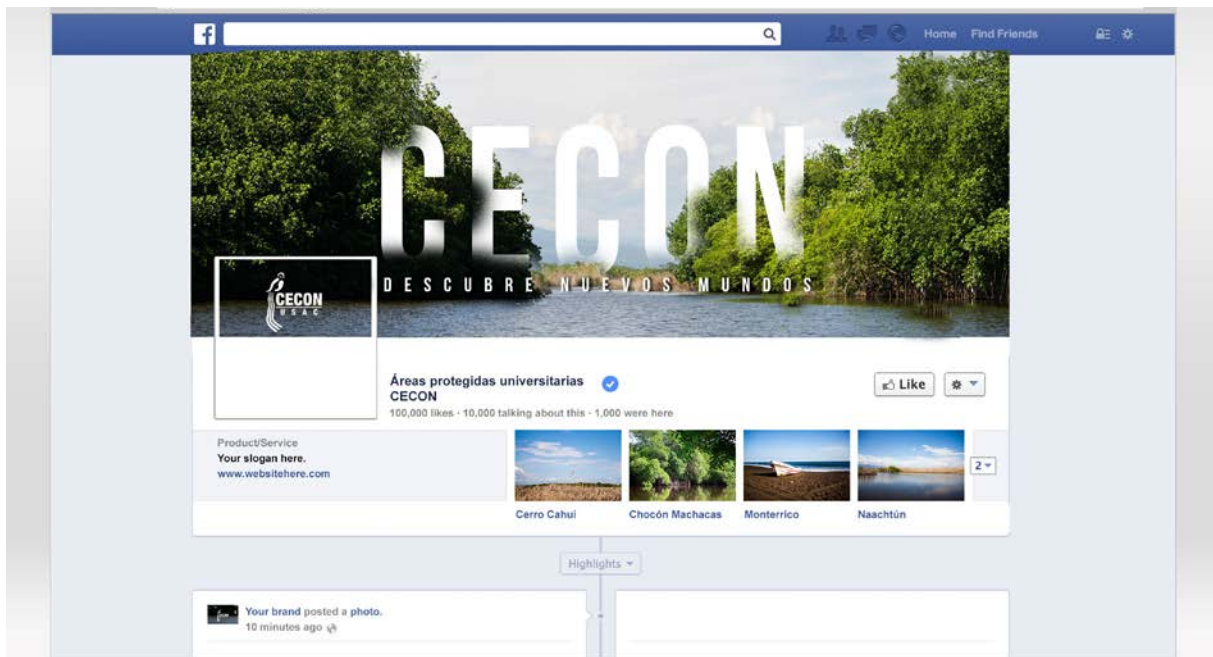 f
Home Find Friends
CECON
DESCUBRE NUEVOS MUNDOS
CECON
USAC
Áreas protegidas universitarias
CECON
100,000 likes · 10,000 talking about this · 1,000 were here
Like
Product/Service
Your slogan here.
www.websitehere.com
2
Cerro Cahui
Chocón Machacas
Monterrico
Naachtún
Highlights
Your brand posted a photo.
10 minutes ago